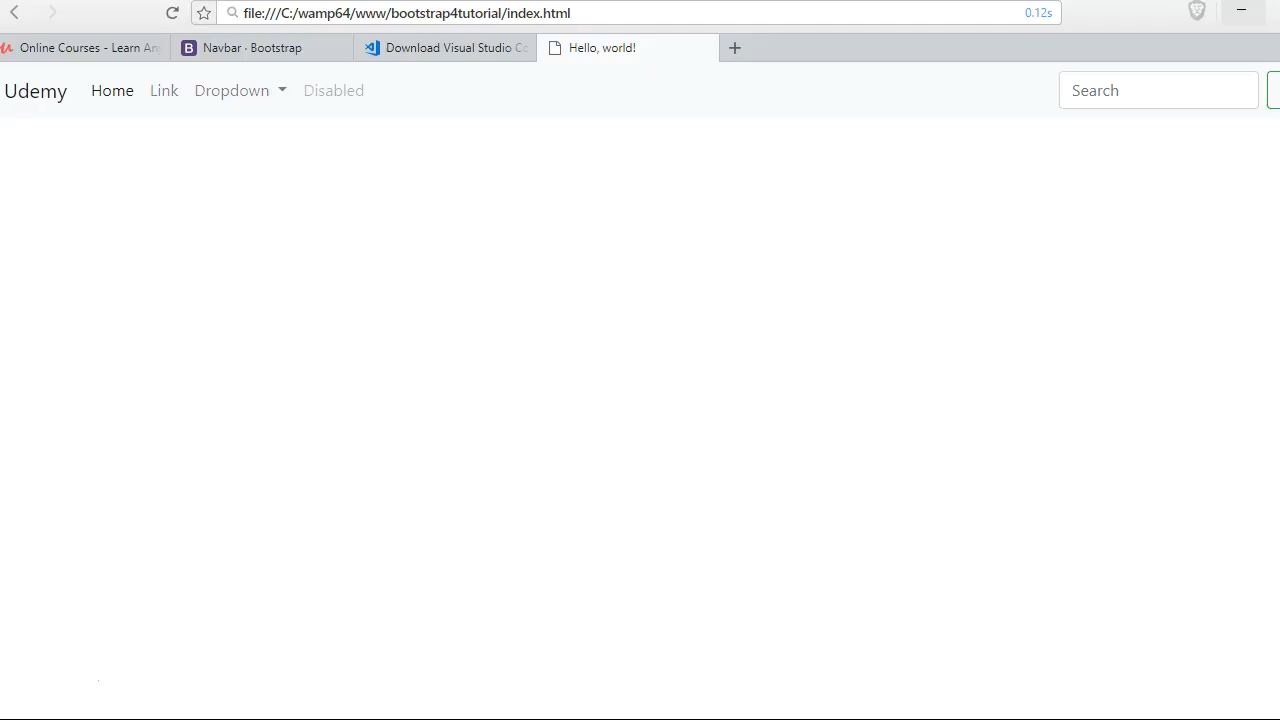 file:///C:/wamp64/www/bootstrap4tutorial/index.html 0.12s
Online Courses - Learn An Navbar · Bootstrap Download Visual Studio Co Hello, world!
Udemy Home Link Dropdown Disabled Search